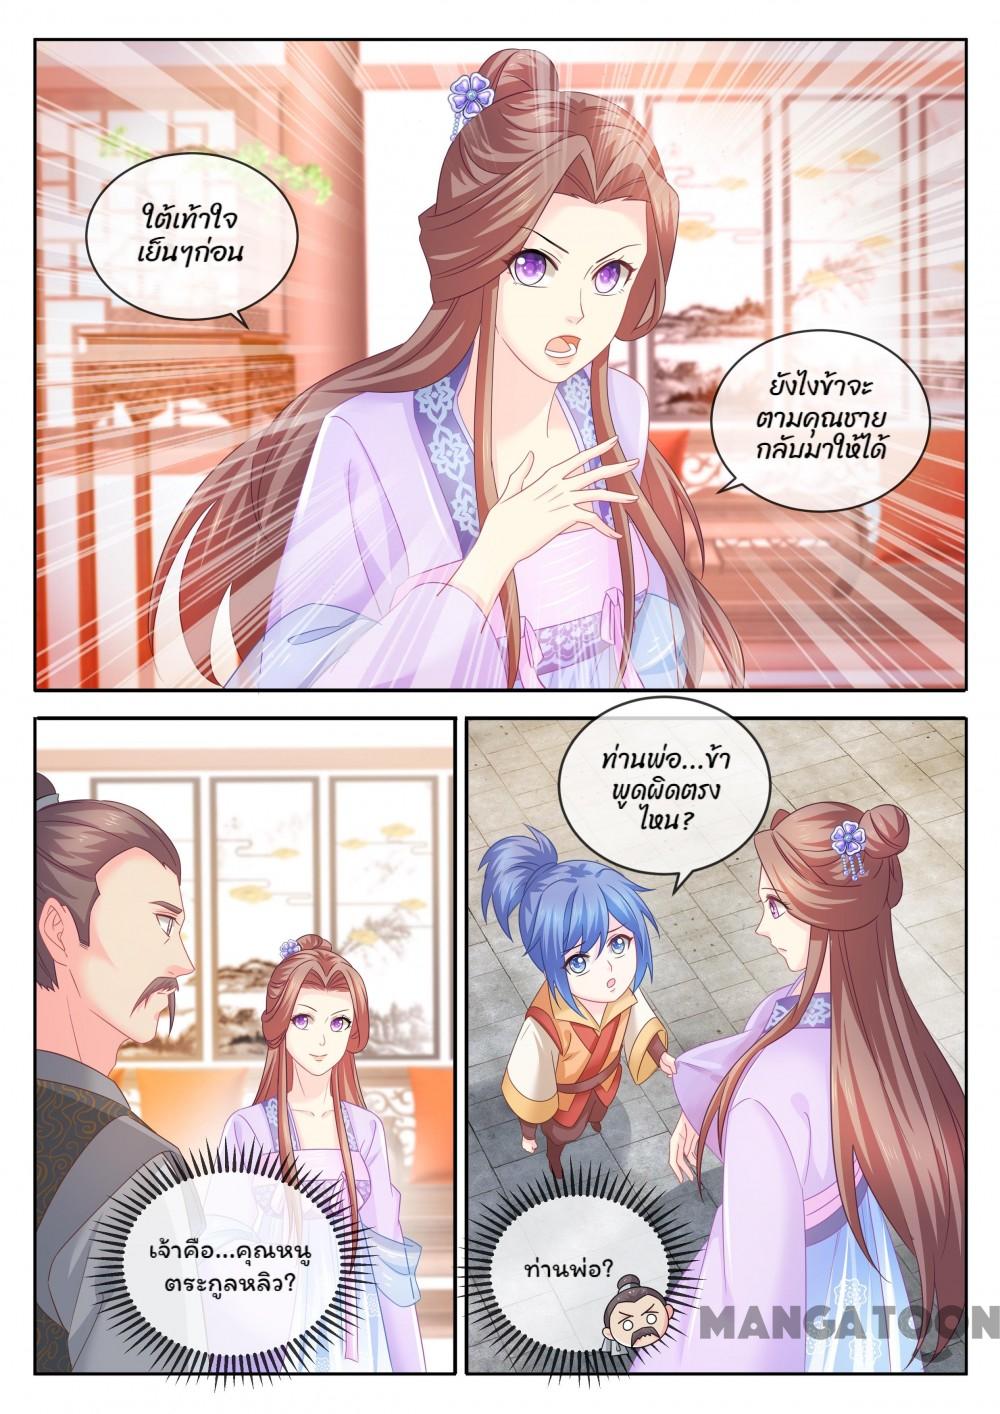 ใต้เท้าใจ
เย็นๆก่อน
ยังไงข้าจะ
ตามคุณชาย
กลับมาให้ได้
ท่านพ่อ...ข้า
พูดผิดตรง
ไหน?
เจ้าคือ...คุณหนู
ตระกูลหลิว?
ท่านพ่อ?
MANGATOON